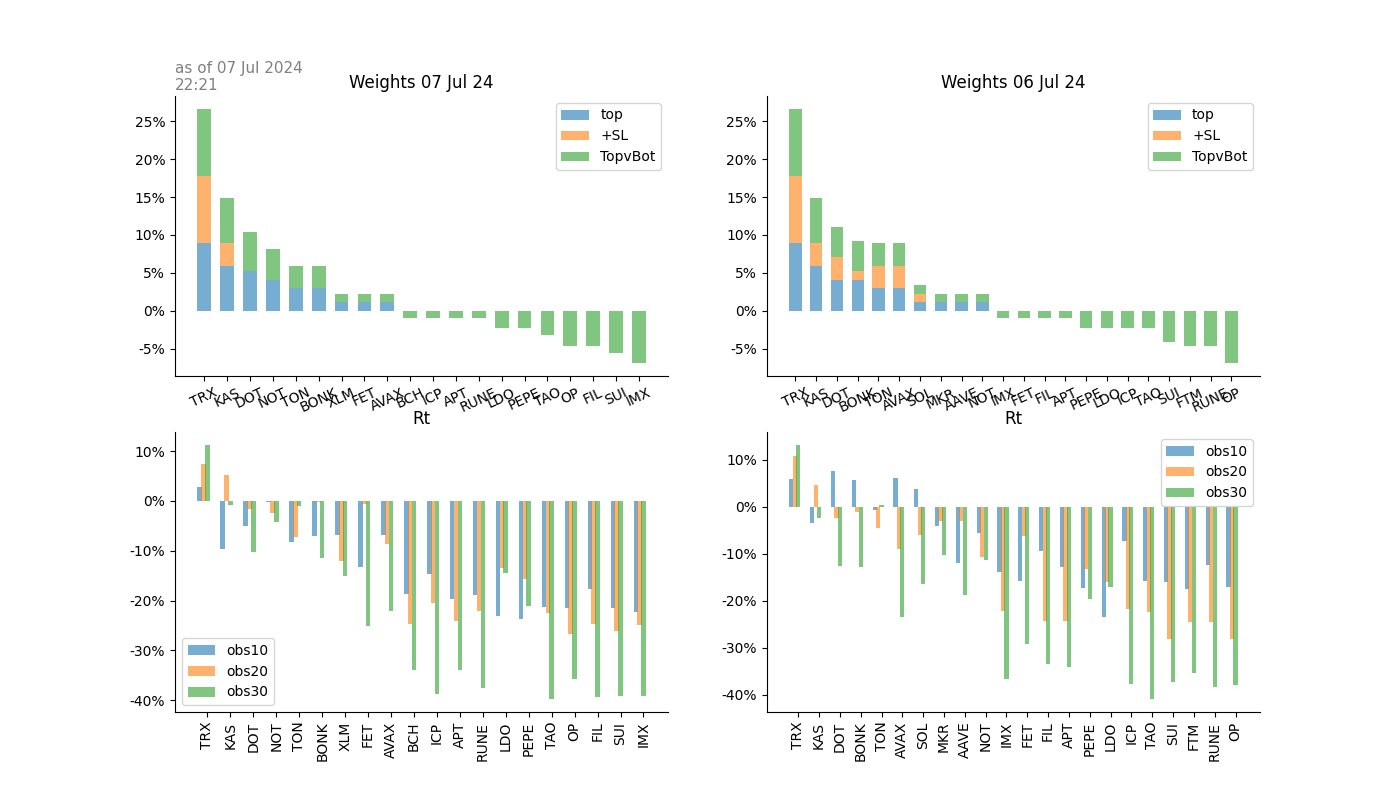 as of 07 Jul 2024
22:21
Weights 07 Jul 24
25%
20%
15%
10%
5%
0%
-5%
top
+SL
TopvBot
TRX KAS DOT NOT TON BONK XLM FET AVAX BCH ICP APT RUNE LDO PEPE TAO OP FIL SUI IMX
Weights 06 Jul 24
25%
20%
15%
10%
5%
0%
-5%
top
+SL
TopvBot
TRX KAS DOT BONK TON AVAX SOL MKR AAVE NOT IMX FET FIL APT PEPE LDO ICP TAO SUI FTM RUNE OP
Rt
10%
0%
-10%
-20%
-30%
-40%
obs10
obs20
obs30
TRX KAS DOT NOT TON BONK XLM FET AVAX BCH ICP APT RUNE LDO PEPE TAO OP FIL SUI IMX
Rt
10%
0%
-10%
-20%
-30%
-40%
obs10
obs20
obs30
TRX KAS DOT BONK TON AVAX SOL MKR AAVE NOT IMX FET FIL APT PEPE LDO ICP TAO SUI FTM RUNE OP